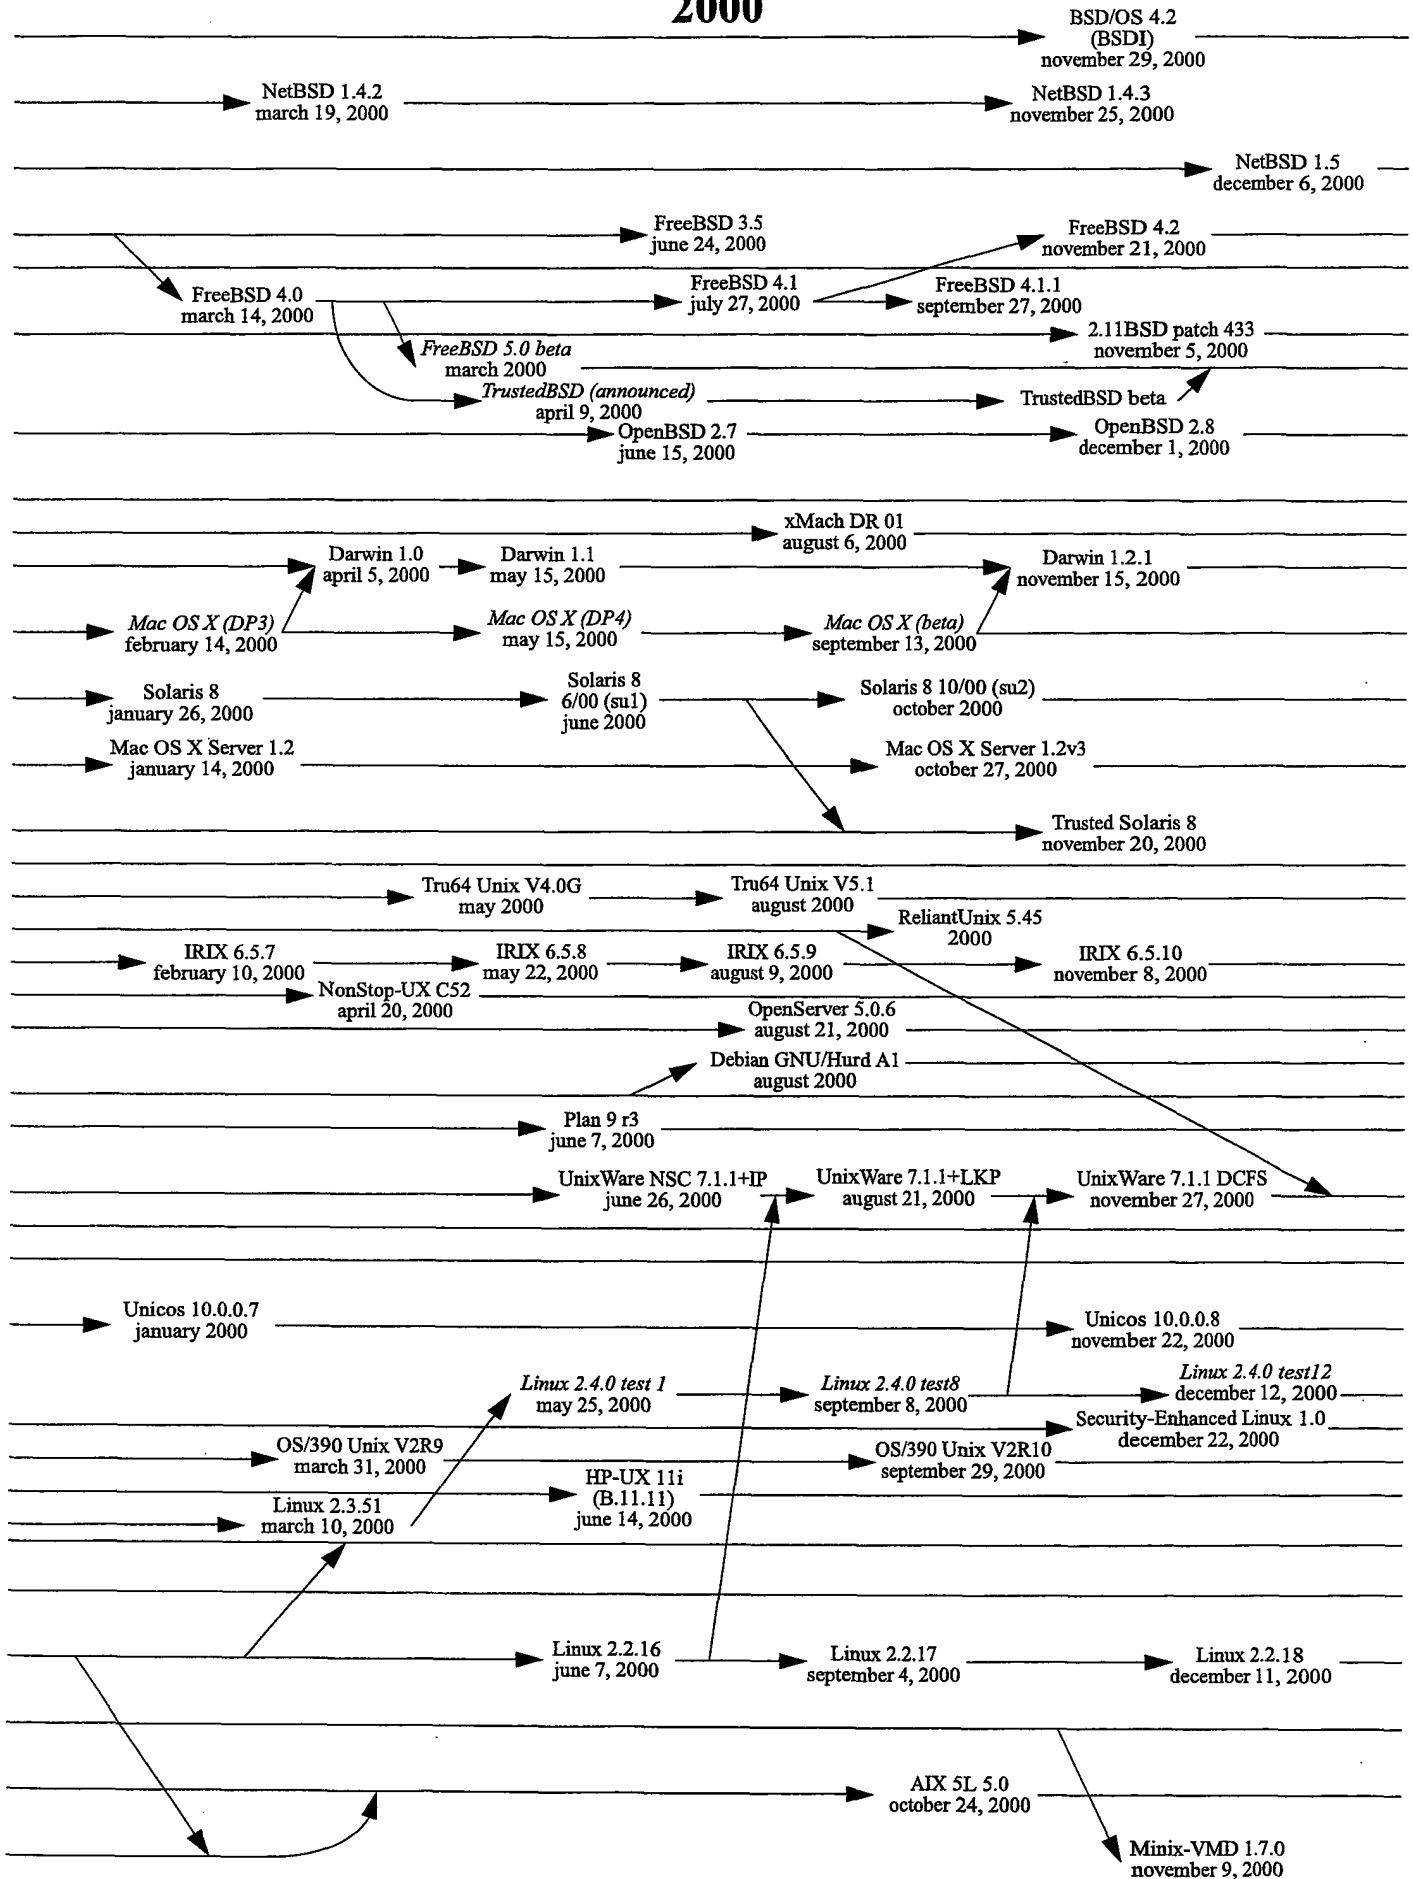 2000
BSD/OS 4.2
(BSDI)
november 29, 2000
NetBSD 1.4.2
march 19, 2000
NetBSD 1.4.3
november 25, 2000
NetBSD 1.5
december 6, 2000
FreeBSD 3.5
june 24, 2000
FreeBSD 4.2
november 21, 2000
FreeBSD 4.0
march 14, 2000
FreeBSD 4.1
july 27, 2000
FreeBSD 4.1.1
september 27, 2000
2.11BSD patch 433
november 5, 2000
FreeBSD 5.0 beta
march 2000
TrustedBSD (announced)
april 9, 2000
TrustedBSD beta
OpenBSD 2.7
june 15, 2000
OpenBSD 2.8
december 1, 2000
xMach DR 01
august 6, 2000
Darwin 1.0
april 5, 2000
Darwin 1.1
may 15, 2000
Darwin 1.2.1
november 15, 2000
Mac OS X (DP3)
february 14, 2000
Mac OS X (DP4)
may 15, 2000
Mac OS X (beta)
september 13, 2000
Solaris 8
january 26, 2000
Solaris 8
6/00 (su1)
june 2000
Solaris 8 10/00 (su2)
october 2000
Mac OS X Server 1.2
january 14, 2000
Mac OS X Server 1.2v3
october 27, 2000
Trusted Solaris 8
november 20, 2000
Tru64 Unix V4.0G
may 2000
Tru64 Unix V5.1
august 2000
ReliantUnix 5.45
2000
IRIX 6.5.7
february 10, 2000
IRIX 6.5.8
may 22, 2000
IRIX 6.5.9
august 9, 2000
IRIX 6.5.10
november 8, 2000
NonStop-UX C52
april 20, 2000
OpenServer 5.0.6
august 21, 2000
Debian GNU/Hurd A1
august 2000
Plan 9 r3
june 7, 2000
UnixWare NSC 7.1.1+IP
june 26, 2000
UnixWare 7.1.1+LKP
august 21, 2000
UnixWare 7.1.1 DCFS
november 27, 2000
Unicos 10.0.0.7
january 2000
Unicos 10.0.0.8
november 22, 2000
Linux 2.4.0 test 1
may 25, 2000
Linux 2.4.0 test8
september 8, 2000
Linux 2.4.0 test12
december 12, 2000
Security-Enhanced Linux 1.0
december 22, 2000
OS/390 Unix V2R9
march 31, 2000
OS/390 Unix V2R10
september 29, 2000
HP-UX 11i
(B.11.11)
june 14, 2000
Linux 2.3.51
march 10, 2000
Linux 2.2.16
june 7, 2000
Linux 2.2.17
september 4, 2000
Linux 2.2.18
december 11, 2000
AIX 5L 5.0
october 24, 2000
Minix-VMD 1.7.0
november 9, 2000